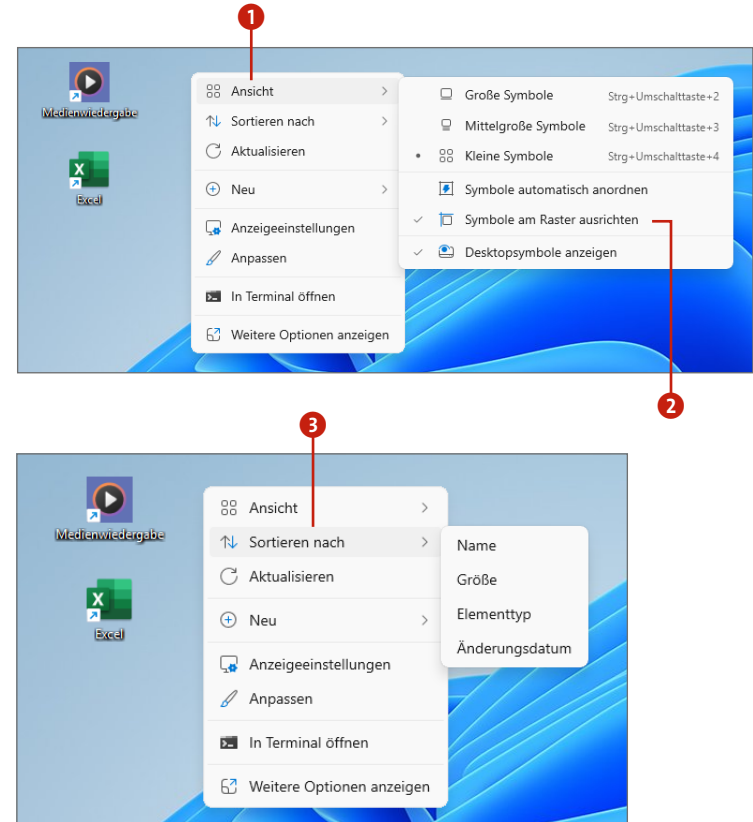 1
Medienwiedergabe
Excel
Ansicht
Sortieren nach
Aktualisieren
Neu
Anzeigeeinstellungen
Anpassen
In Terminal öffnen
Weitere Optionen anzeigen
Große Symbole Strg+Umschalttaste+2
Mittelgroße Symbole Strg+Umschalttaste+3
Kleine Symbole Strg+Umschalttaste+4
Symbole automatisch anordnen
Symbole am Raster ausrichten
Desktopsymbole anzeigen
2
3
Medienwiedergabe
Excel
Ansicht
Sortieren nach
Aktualisieren
Neu
Anzeigeeinstellungen
Anpassen
In Terminal öffnen
Weitere Optionen anzeigen
Name
Größe
Elementtyp
Änderungsdatum